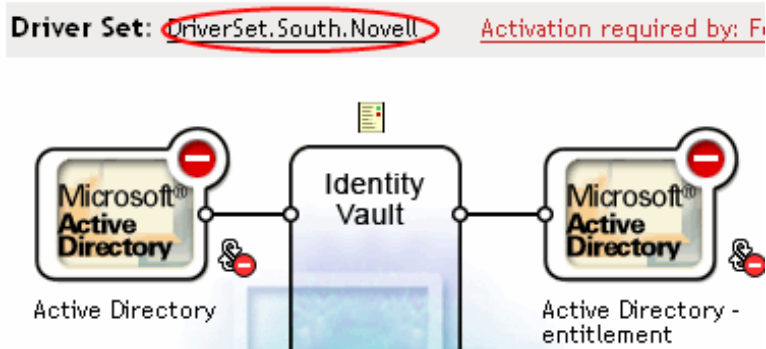 Driver Set: DriverSet.South.Novell Activation required by:
Identity
Vault
Microsoft®
Active
Directory
Microsoft®
Active
Directory
Active Directory
Active Directory -
entitlement